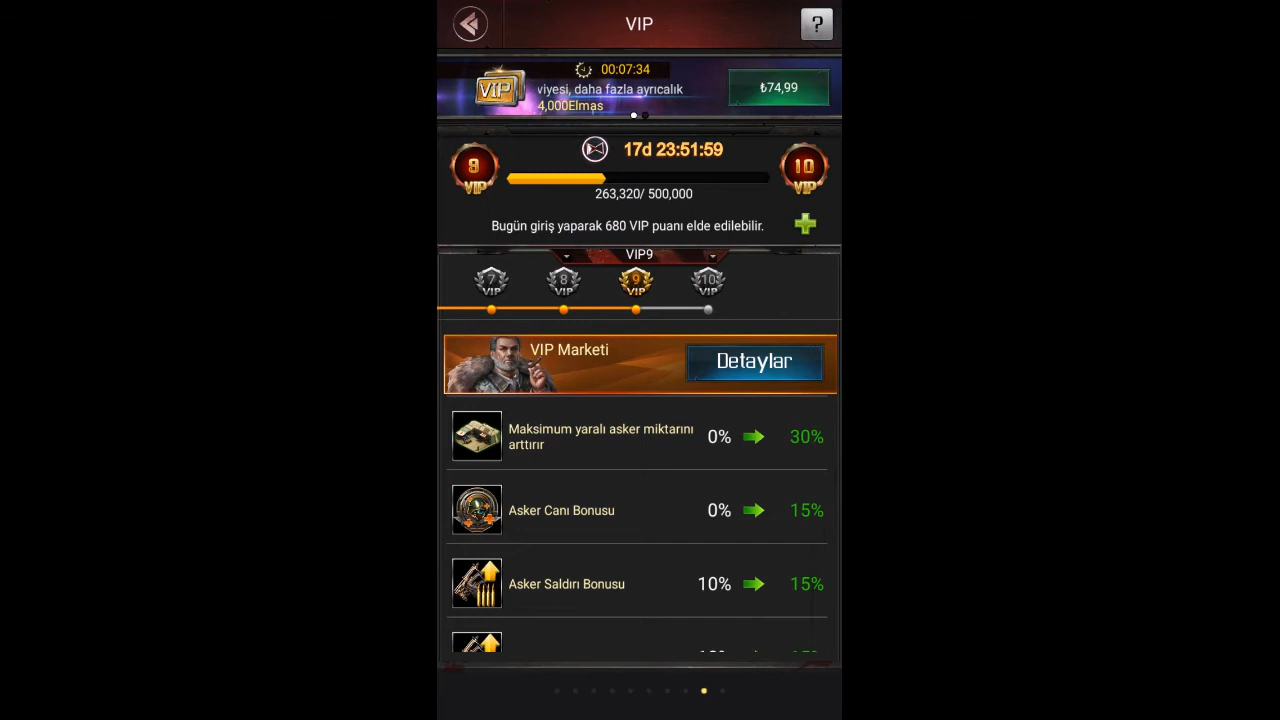 VIP
?
00:07:34
VIP
viyesi, daha fazla ayrıcalık
4,000Elmas
₺74,99
17d 23:51:59
9
VIP
10
VIP
263,320/ 500,000
Bugün giriş yaparak 680 VIP puanı elde edilebilir.
VIP9
7 VIP
8 VIP
9 VIP
10 VIP
VIP Marketi
Detaylar
Maksimum yaralı asker miktarını
arttırır
0%
30%
Asker Canı Bonusu
0%
15%
Asker Saldırı Bonusu
10%
15%